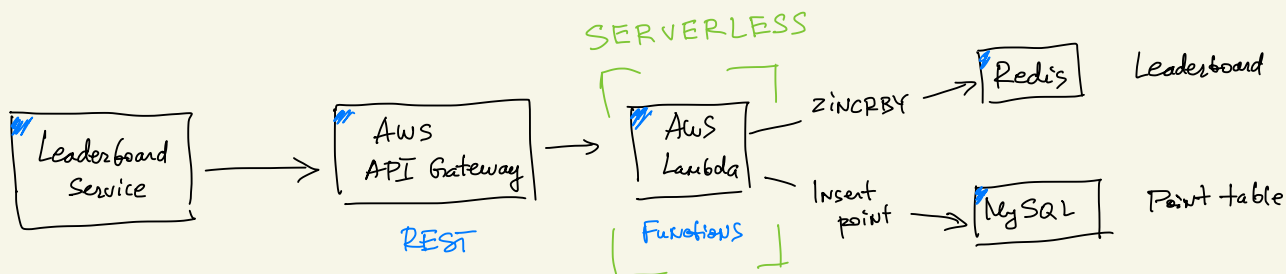 SERVERLESS
Leaderboard
Service
AWS
API Gateway
REST
AWS
Lambda
Functions
ZINCRBY
Redis
Leaderboard
Insert
point
MySQL
Point table